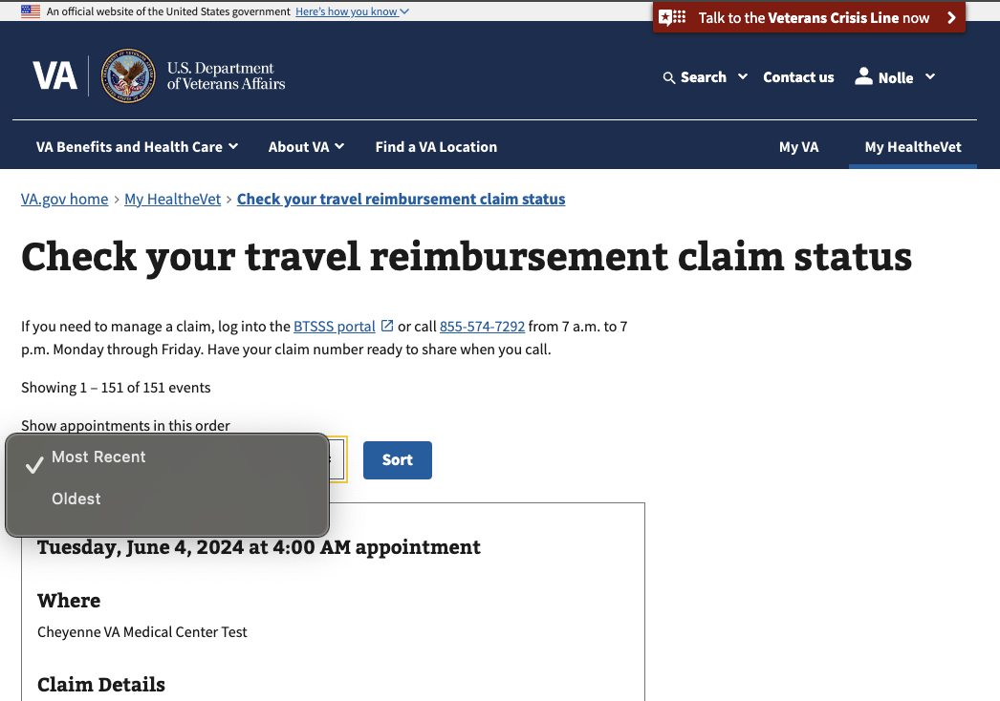 An official website of the United States government Here's how you know
Talk to the Veterans Crisis Line now
VA
U.S. Department
of Veterans Affairs
Search
Contact us
Nolle
VA Benefits and Health Care
About VA
Find a VA Location
My VA
My HealtheVet
VA.gov home > My HealtheVet > Check your travel reimbursement claim status
Check your travel reimbursement claim status
If you need to manage a claim, log into the BTSSS portal or call 855-574-7292 from 7 a.m. to 7
p.m. Monday through Friday. Have your claim number ready to share when you call.
Showing 1 – 151 of 151 events
Show appointments in this order
Most Recent
Oldest
Sort
Tuesday, June 4, 2024 at 4:00 AM appointment
Where
Cheyenne VA Medical Center Test
Claim Details